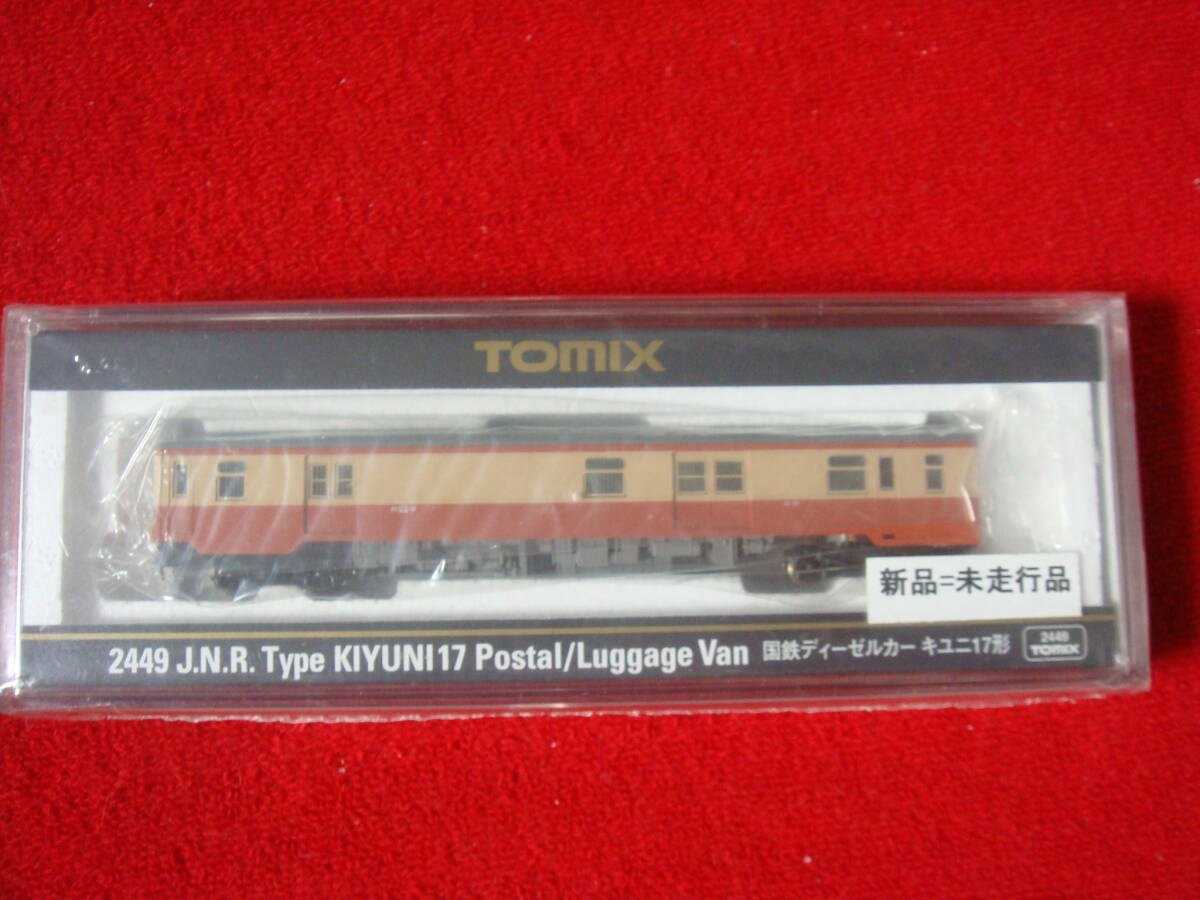 TOMIX
新品=未走行品
2449 J.N.R. Type KIYUNI17 Postal/Luggage Van 国鉄ディーゼルカー キユニ17形
2449
TOMIX